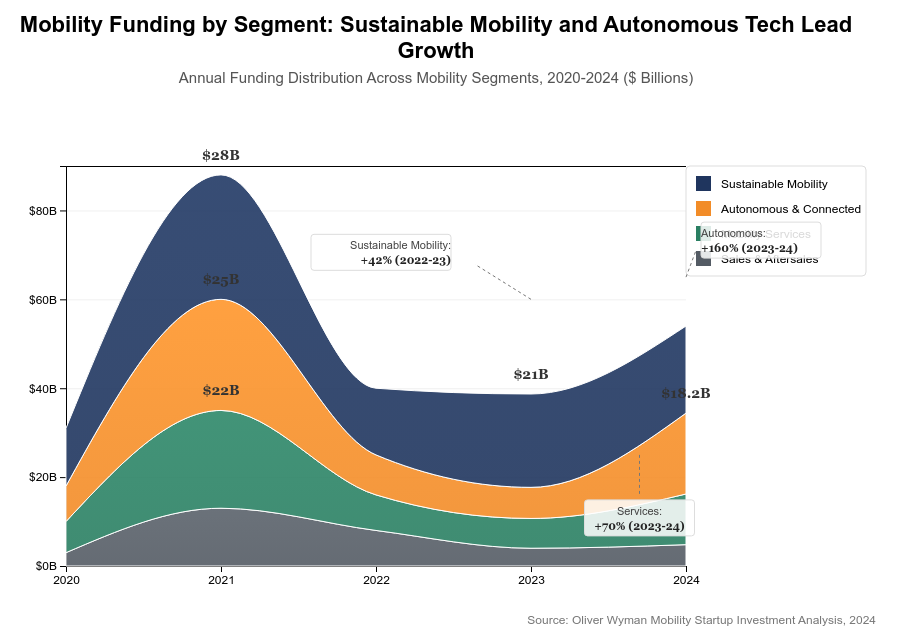 Mobility Funding by Segment: Sustainable Mobility and Autonomous Tech Lead
Growth
Annual Funding Distribution Across Mobility Segments, 2020-2024 ($ Billions)
$28B
Sustainable Mobility
$80B
Autonomous & Connected
Services
Autonomous:
+160% (2023-24)
Sales & Aftersales
Sustainable Mobility:
+42% (2022-23)
$25B
$60B
$21B
$40B
$22B
$18.2B
$20B
Services:
+70% (2023-24)
$0B
2020
2021
2022
2023
2024
Source: Oliver Wyman Mobility Startup Investment Analysis, 2024